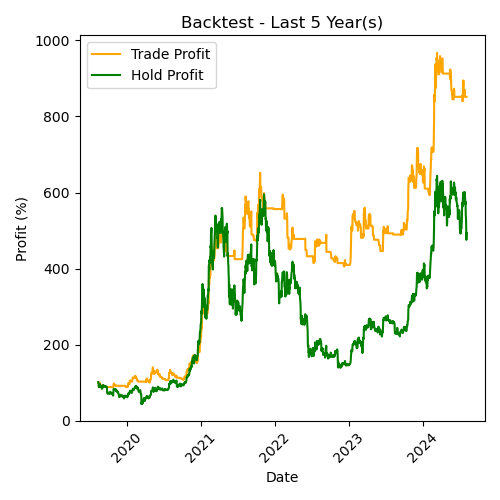 Backtest - Last 5 Year(s)
Trade Profit
Hold Profit
Profit (%)
1000
800
600
400
200
0
2020
2021
2022
2023
2024
Date